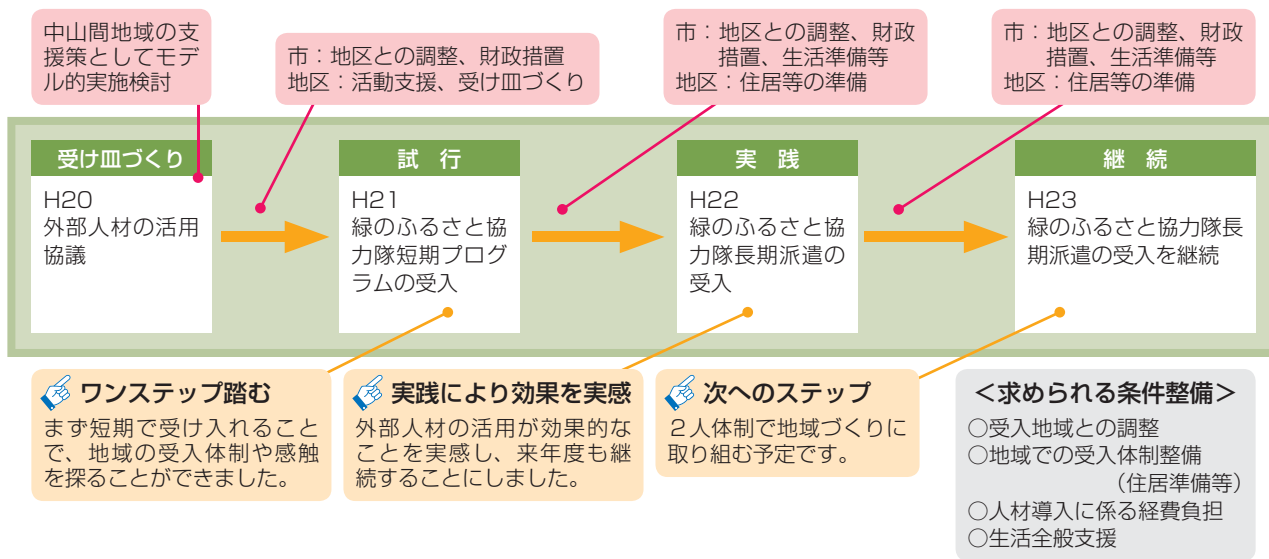 中山間地域の支
援策としてモデ
ル的実施検討
市：地区との調整、財政措置
地区：活動支援、受け皿づくり
市：地区との調整、財政
措置、生活準備等
地区：住居等の準備
市：地区との調整、財政
措置、生活準備等
地区：住居等の準備
受け皿づくり
H20
外部人材の活用
協議
試　行
H21
緑のふるさと協
力隊短期プログ
ラムの受入
実　践
H22
緑のふるさと協
力隊長期派遣の
受入
継　続
H23
緑のふるさと協力隊長
期派遣の受入を継続
ワンステップ踏む
まず短期で受け入れること
で、地域の受入体制や感触
を探ることができました。
実践により効果を実感
外部人材の活用が効果的な
ことを実感し、来年度も継
続することにしました。
次へのステップ
２人体制で地域づくりに
取り組む予定です。
＜求められる条件整備＞
○受入地域との調整
○地域での受入体制整備
（住居準備等）
○人材導入に係る経費負担
○生活全般支援